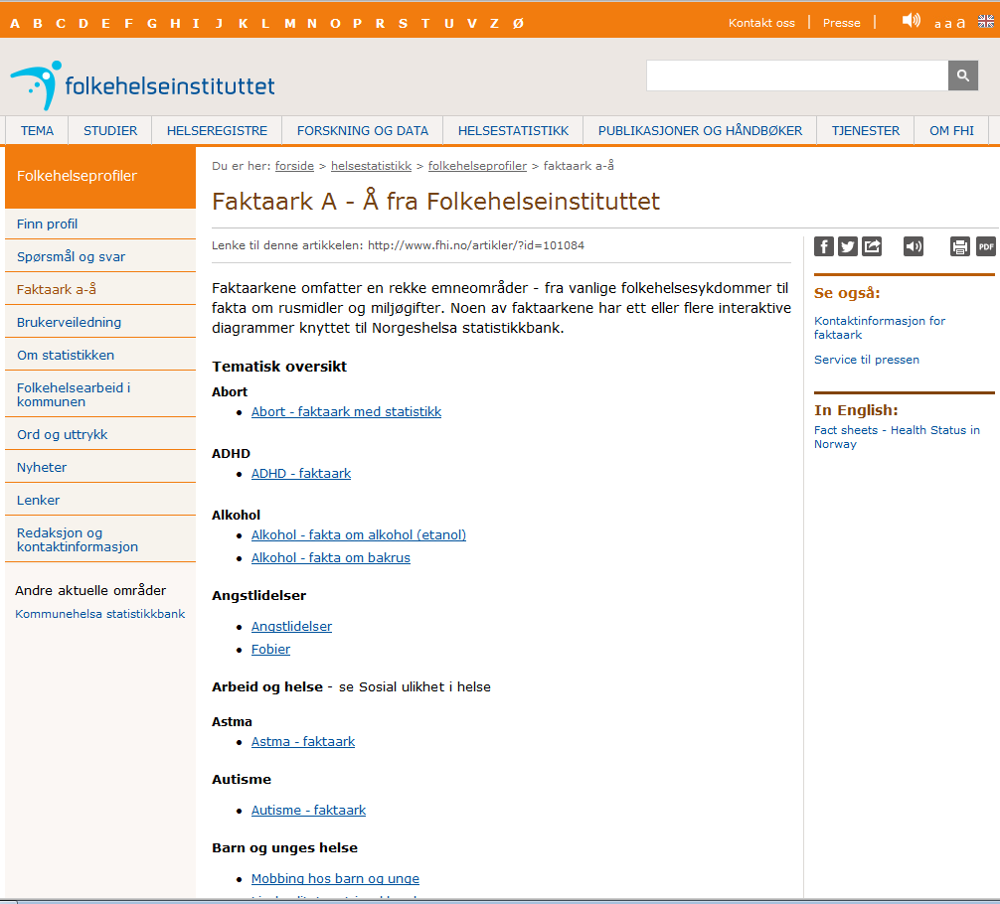 A B C D E F G H I J K L M N O P R S T U V Z Ø
Kontakt oss | Presse | a a a
folkehelseinstituttet
TEMA STUDIER HELSEREGISTRE FORSKNING OG DATA HELSESTATISTIKK PUBLIKASJONER OG HÅNDBØKER TJENESTER OM FHI
Folkehelseprofiler
Finn profil
Spørsmål og svar
Faktaark a-å
Brukerveiledning
Om statistikken
Folkehelsearbeid i
kommunen
Ord og uttrykk
Nyheter
Lenker
Redaksjon og
kontaktinformasjon
Andre aktuelle områder
Kommunehelsa statistikkbank
Du er her: forside > helsestatistikk > folkehelseprofiler > faktaark a-å
Faktaark A - Å fra Folkehelseinstituttet
Lenke til denne artikkelen: http://www.fhi.no/artikler/?id=101084
Faktaarkene omfatter en rekke emneområder - fra vanlige folkehelsesykdommer til
fakta om rusmidler og miljøgifter. Noen av faktaarkene har ett eller flere interaktive
diagrammer knyttet til Norgeshelsa statistikkbank.
Tematisk oversikt
Abort
• Abort - faktaark med statistikk
ADHD
• ADHD - faktaark
Alkohol
• Alkohol - fakta om alkohol (etanol)
• Alkohol - fakta om bakrus
Angstlidelser
• Angstlidelser
• Fobier
Arbeid og helse - se Sosial ulikhet i helse
Astma
• Astma - faktaark
Autisme
• Autisme - faktaark
Barn og unges helse
• Mobbing hos barn og unge
PDF
Se også:
Kontaktinformasjon for
faktaark
Service til pressen
In English:
Fact sheets - Health Status in
Norway